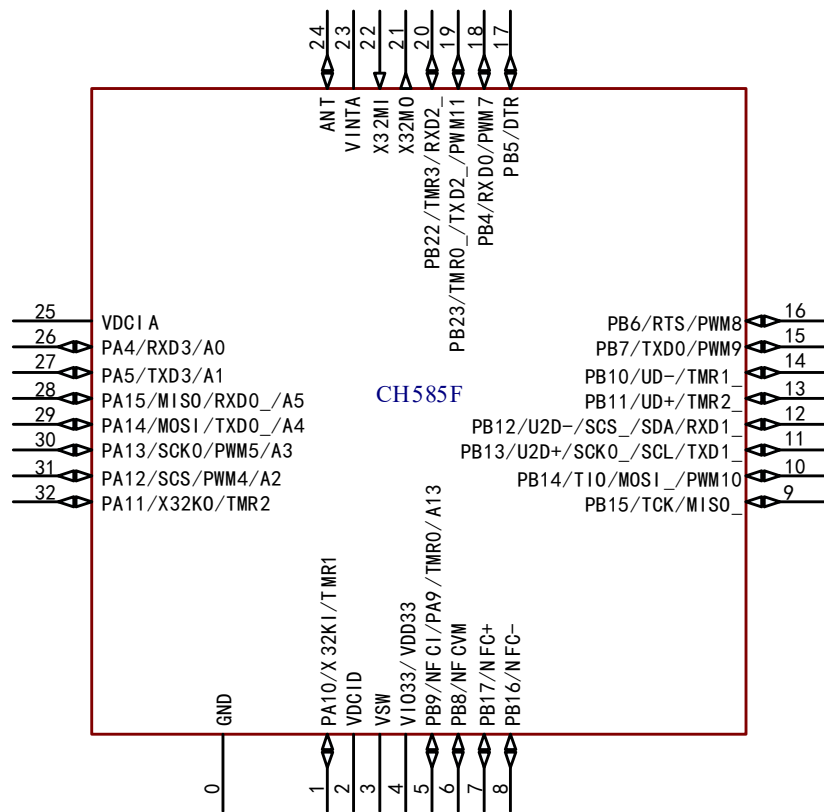 24
23
22
21
20
19
18
17
ANT
VINTA
X32MI
X32MO
PB22/TMR3/RXD2_
PB23/TMR0_/TXD2_/PWM11
PB4/RXD0/PWM7
PB5/DTR
25 VDCIA
26 PA4/RXD3/A0
27 PA5/TXD3/A1
28 PA15/MISO/RXD0_/A5
29 PA14/MOSI/TXD0_/A4
30 PA13/SCK0/PWM5/A3
31 PA12/SCS/PWM4/A2
32 PA11/X32KO/TMR2
CH585F
PB6/RTS/PWM8 16
PB7/TXD0/PWM9 15
PB10/UD-/TMR1_ 14
PB11/UD+/TMR2_ 13
PB12/U2D-/SCS_/SDA/RXD1_ 12
PB13/U2D+/SCK0_/SCL/TXD1_ 11
PB14/TIO/MOSI_/PWM10 10
PB15/TCK/MISO_ 9
GND
PA10/X32KI/TMR1
VDCID
VSW
VIO33/VDD33
PB9/NFCI/PA9/TMR0/A13
PB8/NFCVM
PB17/NFC+
PB16/NFC-
0
1
2
3
4
5
6
7
8